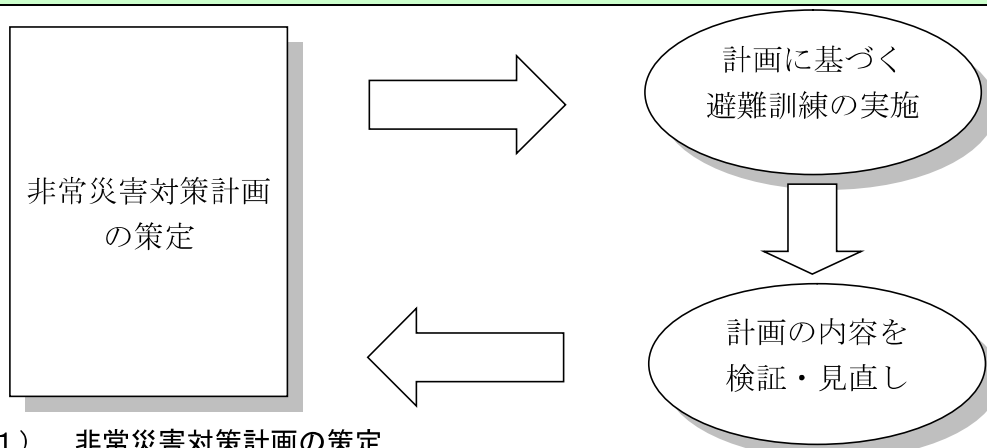 非常災害対策計画
の策定
計画に基づく
避難訓練の実施
計画の内容を
検証・見直し
1） 非常災害対策計画の策定